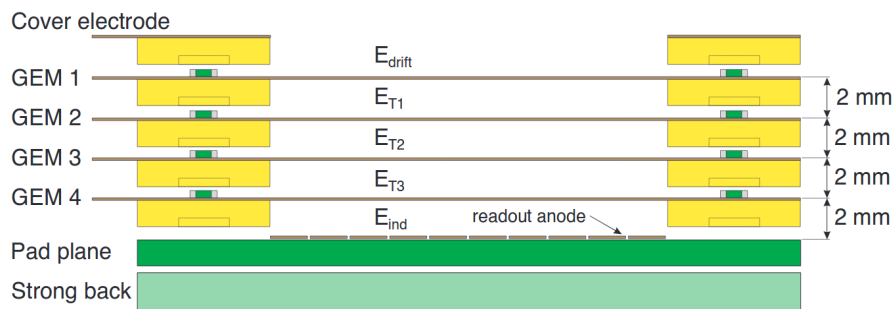 Cover electrode
E_drift
GEM 1
E_T1
2 mm
GEM 2
E_T2
2 mm
GEM 3
E_T3
2 mm
GEM 4
E_ind
readout anode
2 mm
Pad plane
Strong back